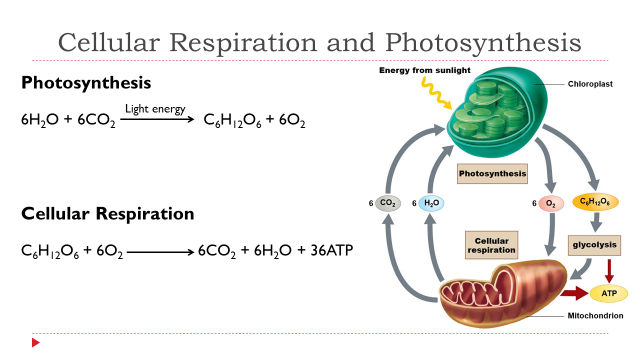 Cellular Respiration and Photosynthesis
Photosynthesis
Light energy
6H₂O + 6CO₂ ⟶ C₆H₁₂O₆ + 6O₂
Cellular Respiration
C₆H₁₂O₆ + 6O₂ ⟶ 6CO₂ + 6H₂O + 36ATP
Energy from sunlight
Chloroplast
Photosynthesis
6 CO₂ 6 H₂O 6 O₂ C₆H₁₂O₆
Cellular
respiration
glycolysis
ATP
Mitochondrion